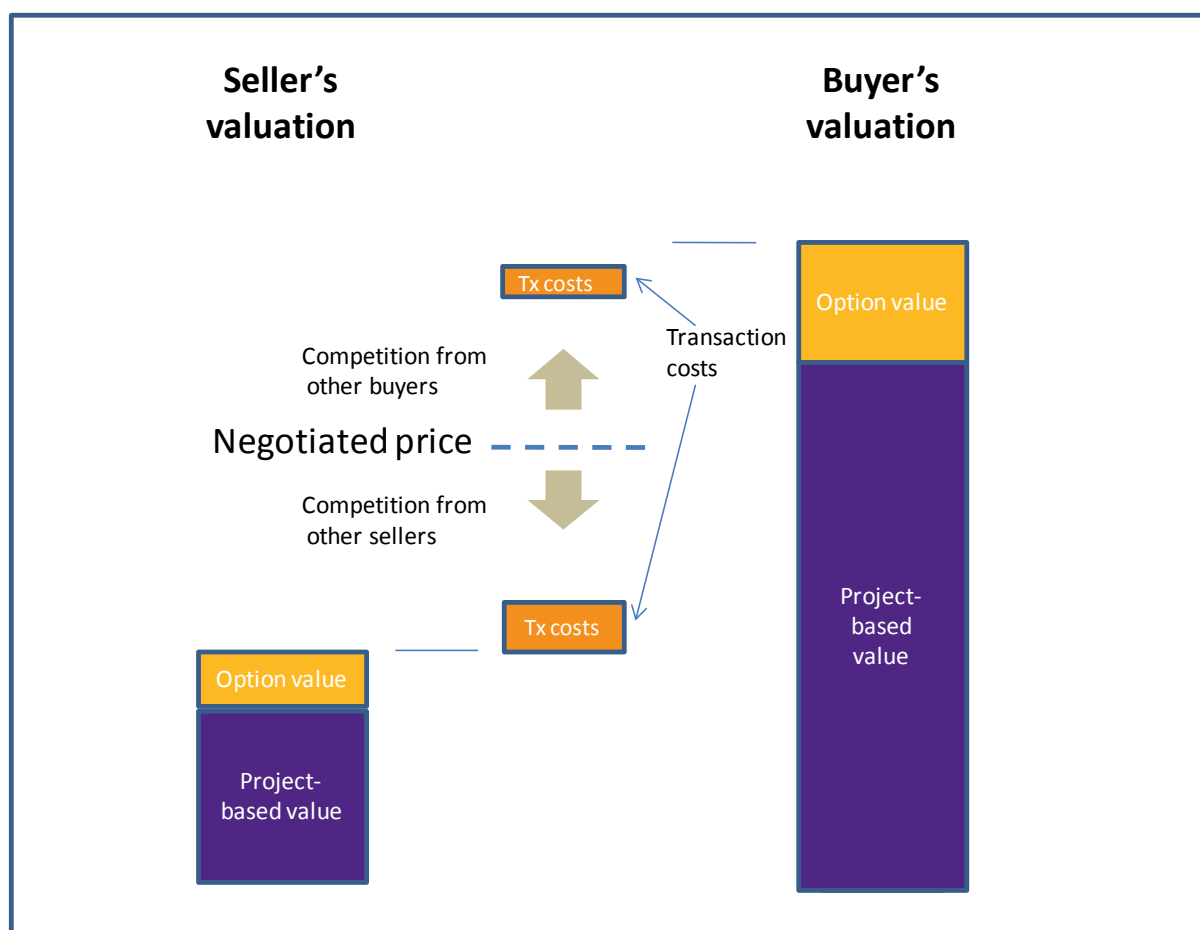 Seller's
valuation
Buyer's
valuation
Tx costs
Option value
Transaction
costs
Competition from
other buyers
Negotiated price
Competition from
other sellers
Project-
based
value
Tx costs
Option value
Project-
based value